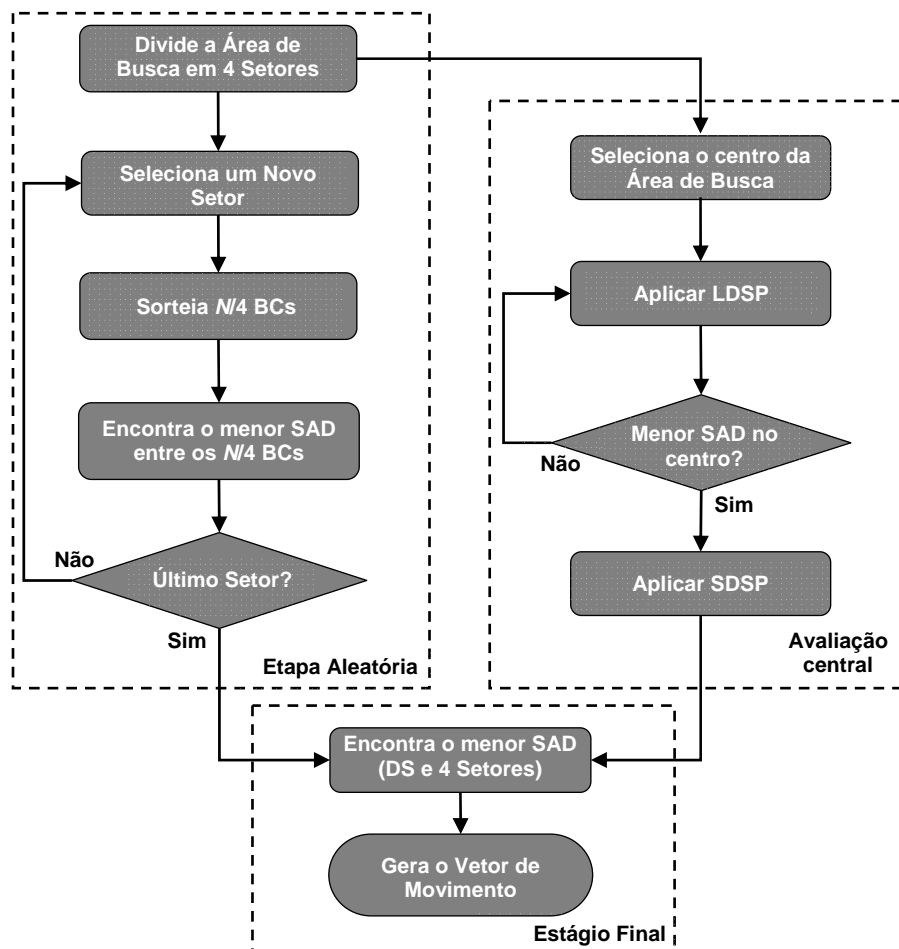 Divide a Área de
Busca em 4 Setores
Seleciona um Novo
Setor
Sorteia N/4 BCs
Encontra o menor SAD
entre os N/4 BCs
Não
Último Setor?
Sim
Etapa Aleatória
Seleciona o centro da
Área de Busca
Aplicar LDSP
Menor SAD no
centro?
Não
Sim
Aplicar SDSP
Avaliação
central
Encontra o menor SAD
(DS e 4 Setores)
Gera o Vetor de
Movimento
Estágio Final